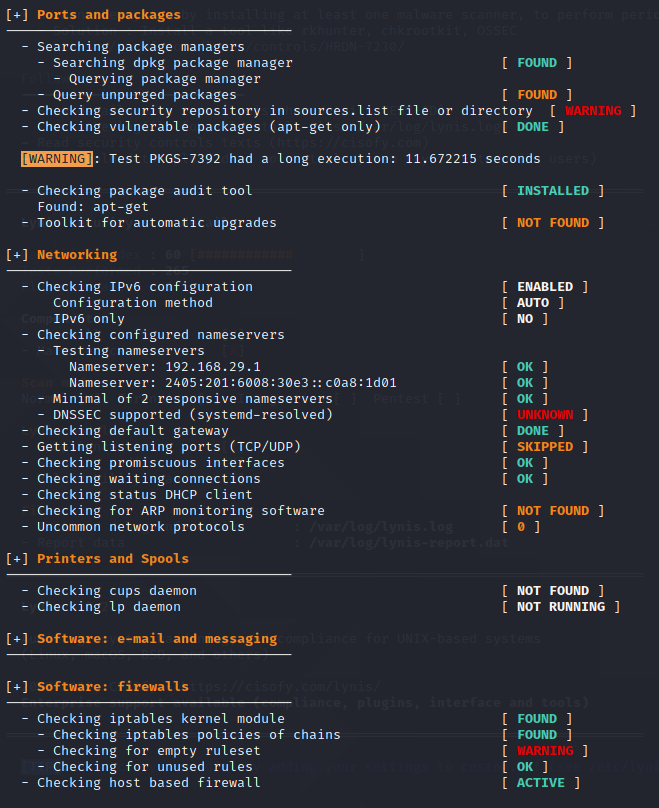 [+] Ports and packages
- Searching package managers
- Searching dpkg package manager [ FOUND ]
- Querying package manager
- Query unpurged packages [ FOUND ]
- Checking security repository in sources.list file or directory [ WARNING ]
- Checking vulnerable packages (apt-get only) [ DONE ]
[WARNING]: Test PKGS-7392 had a long execution: 11.672215 seconds
- Checking package audit tool [ INSTALLED ]
Found: apt-get
- Toolkit for automatic upgrades [ NOT FOUND ]
[+] Networking
- Checking IPv6 configuration [ ENABLED ]
Configuration method [ AUTO ]
IPv6 only [ NO ]
- Checking configured nameservers
- Testing nameservers
Nameserver: 192.168.29.1 [ OK ]
Nameserver: 2405:201:6008:30e3::c0a8:1d01 [ OK ]
- Minimal of 2 responsive nameservers [ OK ]
- DNSSEC supported (systemd-resolved) [ UNKNOWN ]
- Checking default gateway [ DONE ]
- Getting listening ports (TCP/UDP) [ SKIPPED ]
- Checking promiscuous interfaces [ OK ]
- Checking waiting connections [ OK ]
- Checking status DHCP client
- Checking for ARP monitoring software [ NOT FOUND ]
- Uncommon network protocols [ 0 ]
[+] Printers and Spools
- Checking cups daemon [ NOT FOUND ]
- Checking lp daemon [ NOT RUNNING ]
[+] Software: e-mail and messaging
[+] Software: firewalls
- Checking iptables kernel module [ FOUND ]
- Checking iptables policies of chains [ FOUND ]
- Checking for empty ruleset [ WARNING ]
- Checking for unused rules [ OK ]
- Checking host based firewall [ ACTIVE ]